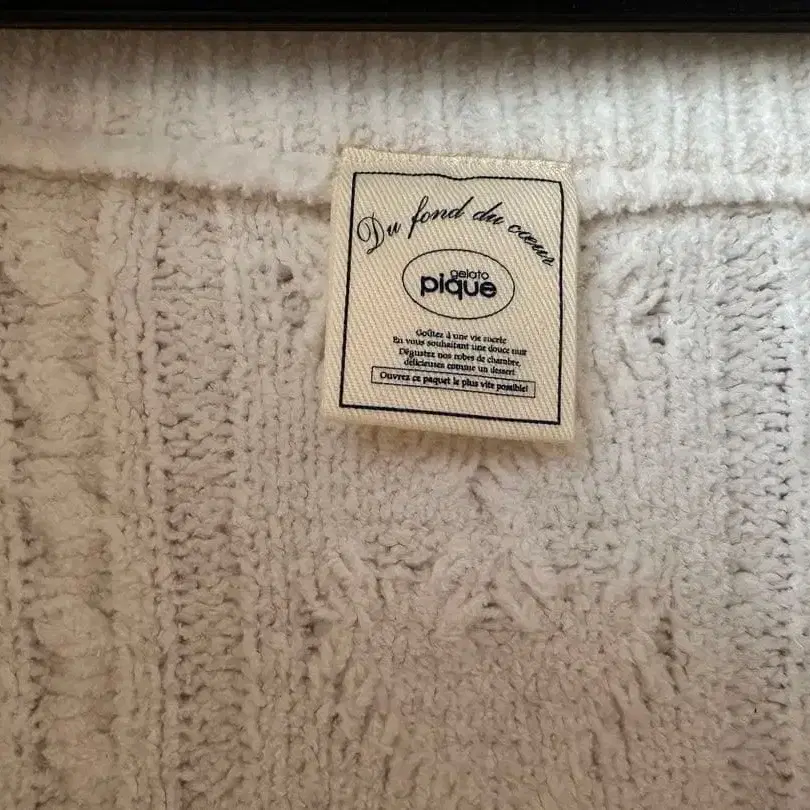 Du fond du cœur
gelato
pique
Goûtez à une vie sucrée
En vous souhaitant une douce nuit
Dégustez nos robes de chambre,
délicieuses comme un dessert
Ouvrez ce paquet le plus vite possible!